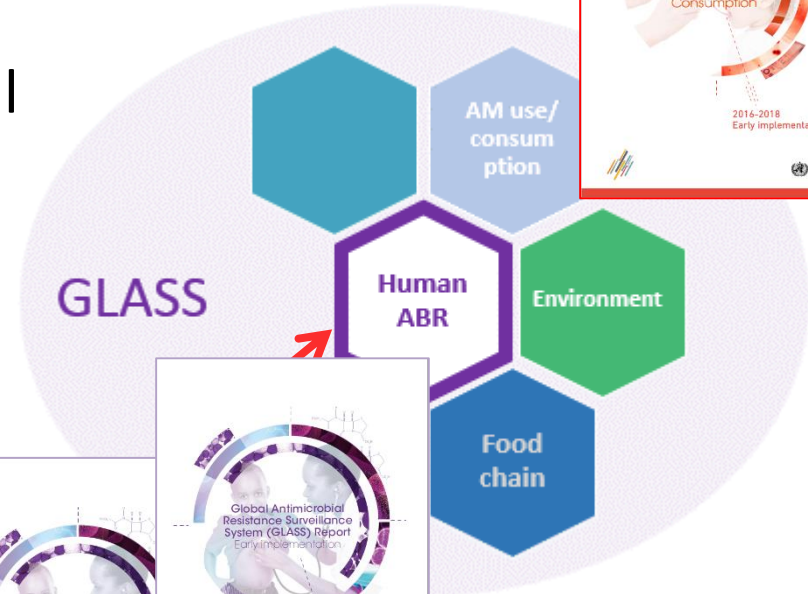 Consumption
2016-2018
Early implementa
AM use/
consum
ption
GLASS
Human
ABR
Environment
Food
chain
Global Antimicrobial
Resistance Surveillance
System (GLASS) Report
Early implementation